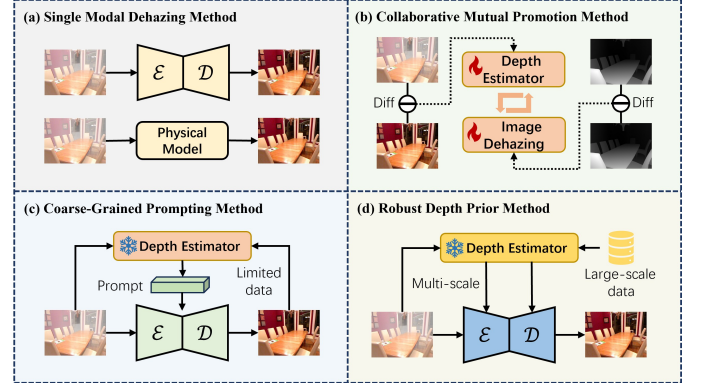 (a) Single Modal Dehazing Method
ℰ
𝒟
Physical
Model
(b) Collaborative Mutual Promotion Method
Depth
Estimator
Diff
Diff
Image
Dehazing
(c) Coarse-Grained Prompting Method
Depth Estimator
Prompt
Limited
data
ℰ
𝒟
(d) Robust Depth Prior Method
Depth Estimator
Multi-scale
Large-scale
data
ℰ
𝒟